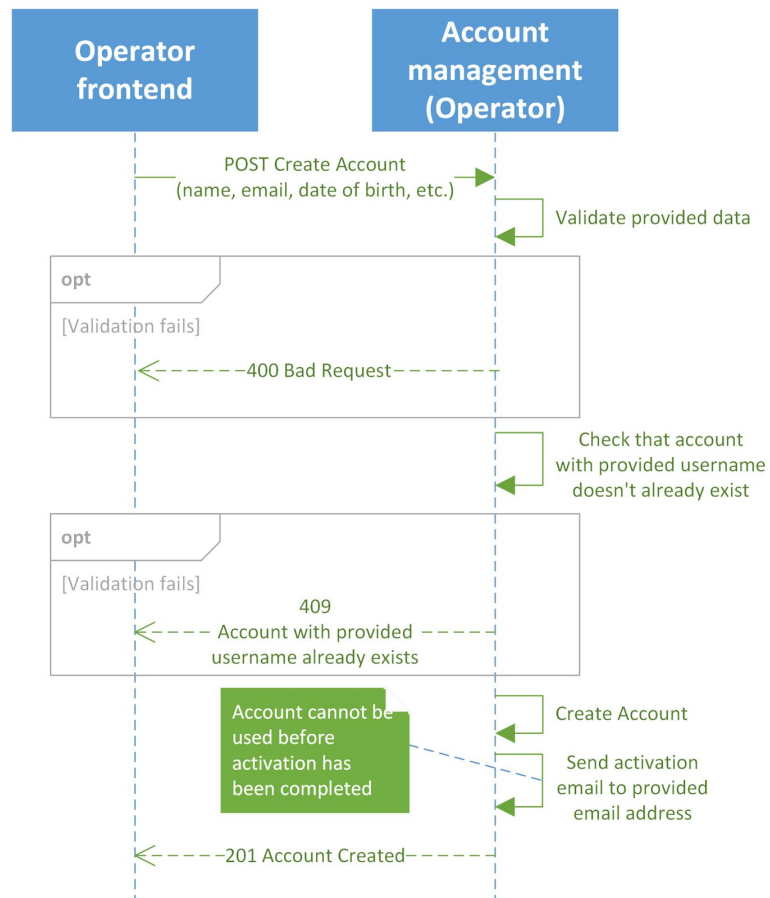 Operator
frontend
Account
management
(Operator)
POST Create Account
(name, email, date of birth, etc.)
Validate provided data
opt
[Validation fails]
400 Bad Request
Check that account
with provided username
doesn't already exist
opt
[Validation fails]
409
Account with provided
username already exists
Account cannot be
used before
activation has
been completed
Create Account
Send activation
email to provided
email address
201 Account Created